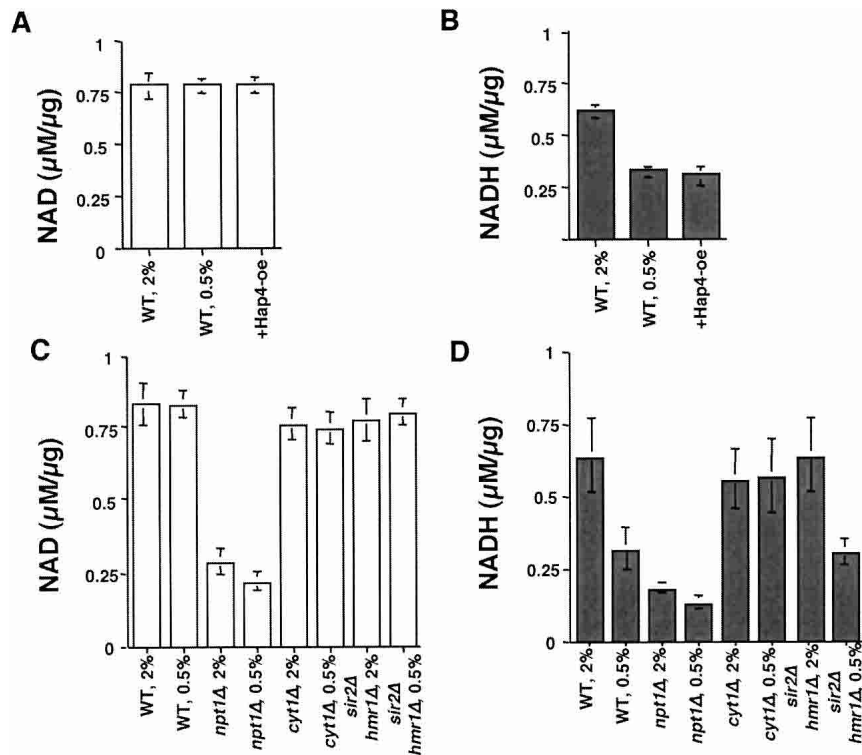 A
NAD (µM/µg)
1
0.75
0.5
0.25
0
WT, 2%
WT, 0.5%
+Hap4-oe
B
NADH (µM/µg)
1
0.75
0.5
0.25
WT, 2%
WT, 0.5%
+Hap4-oe
C
NAD (µM/µg)
1
0.75
0.25
0
WT, 2%
WT, 0.5%
npt1Δ, 2%
npt1Δ, 0.5%
cyt1Δ, 2%
cyt1Δ, 0.5%
sir2Δ
hmr1Δ, 2%
sir2Δ
hmr1Δ, 0.5%
D
NADH (µM/µg)
1
0.75
0.5
0.25
0
WT, 2%
WT, 0.5%
npt1Δ, 2%
npt1Δ, 0.5%
cyt1Δ, 2%
cyt1Δ, 0.5%
sir2Δ
hmr1Δ, 2%
sir2Δ
hmr1Δ, 0.5%